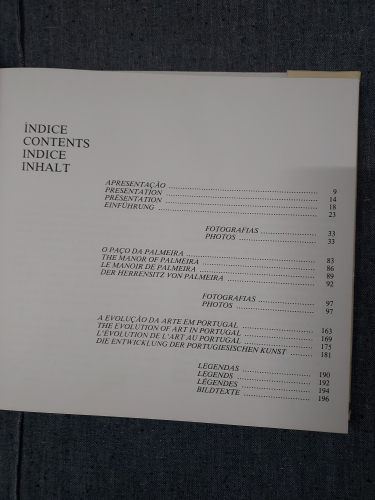 ÌNDICE
CONTENTS
INDICE
INHALT
APRESENTAÇÃO 9
PRESENTATION 14
PRÉSENTATION 18
EINFÜHRUNG 23
FOTOGRAFIAS 33
PHOTOS 33
O PAÇO DA PALMEIRA 83
THE MANOR OF PALMEIRA 86
LE MANOIR DE PALMEIRA 89
DER HERRENSITZ VON PALMEIRA 92
FOTOGRAFIAS 97
PHOTOS 97
A EVOLUÇÃO DA ARTE EM PORTUGAL 163
THE EVOLUTION OF ART IN PORTUGAL 169
L'ÉVOLUTION DE L'ART AU PORTUGAL 175
DIE ENTWICKLUNG DER PORTUGIESISCHEN KUNST 181
LEGENDAS 190
LEGENDS 192
LÉGENDES 194
BILDTEXTE 196